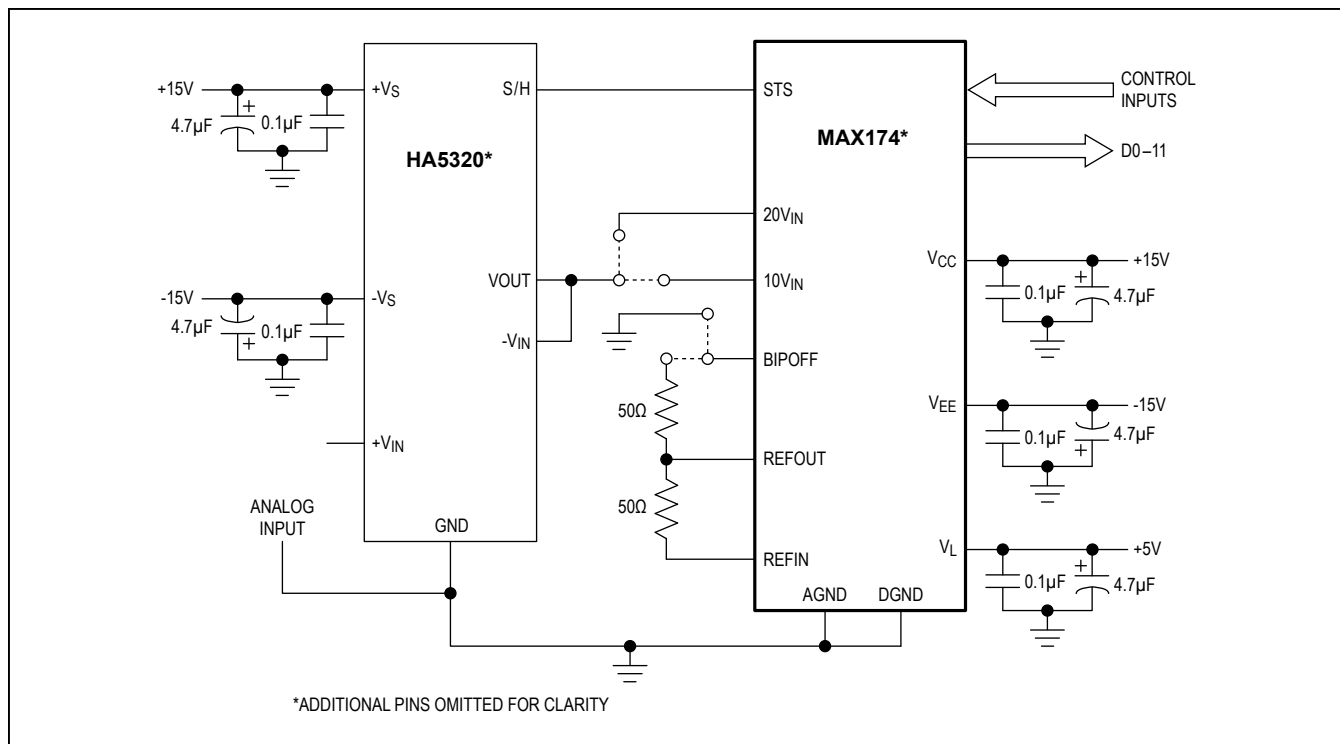 +15V
4.7µF
+
0.1µF
+VS
S/H
HA5320*
-15V
4.7µF
+
0.1µF
-VS
VOUT
-VIN
+VIN
ANALOG
INPUT
GND
STS
MAX174*
20VIN
10VIN
BIPOFF
50Ω
REFOUT
50Ω
REFIN
AGND
DGND
CONTROL
INPUTS
D0–11
VCC
+15V
0.1µF
+
4.7µF
VEE
-15V
0.1µF
+
4.7µF
VL
+5V
0.1µF
+
4.7µF
*ADDITIONAL PINS OMITTED FOR CLARITY